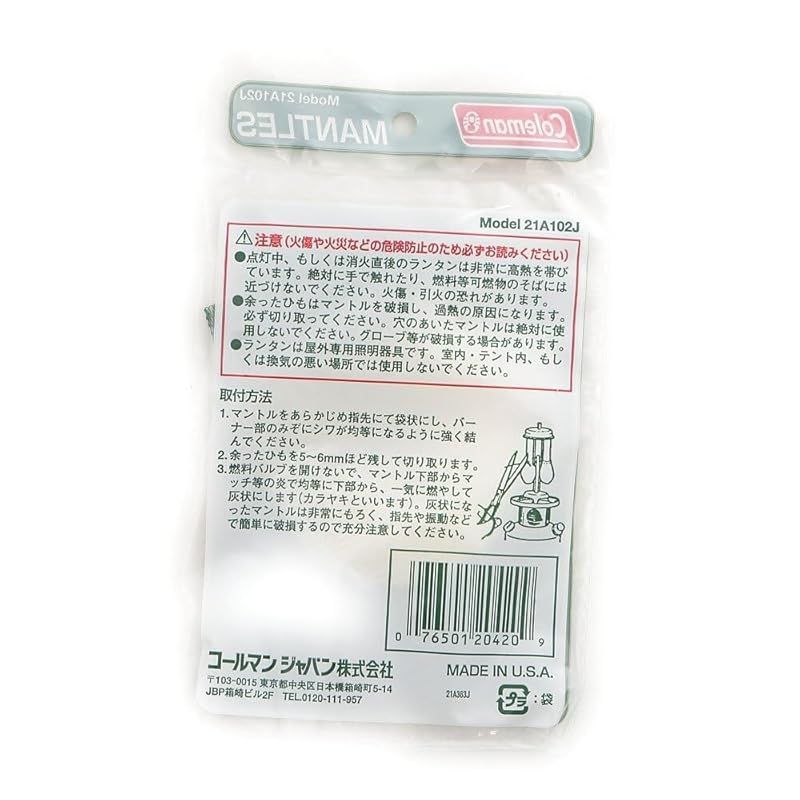 Model 21A102J
MANTLES
Coleman
Model 21A102J
注意(火傷や火災などの危険防止のため必ずお読みください)
●点灯中、もしくは消火直後のランタンは非常に高熱を帯び
ています。絶対に手で触れたり、燃料等可燃物のそばには
近づけないでください。火傷・引火の恐れがあります。
●余ったひもはマントルを破損し、過熱の原因になります。
必ず切り取ってください。穴のあいたマントルは絶対に使
用しないでください。グローブ等が破損する場合があります。
●ランタンは屋外専用照明器具です。室内・テント内、もし
くは換気の悪い場所では使用しないでください。
取付方法
1. マントルをあらかじめ指先にて袋状にし、バー
ナー部のみぞにシワが均等になるように強く結
んでください。
2. 余ったひもを5〜6mmほど残して切り取ります。
3. 燃料バルブを開けないで、マントル下部からマ
ッチ等の炎で均等に下部から、一気に燃やして
灰状にします(カラヤキといいます)。灰状にな
ったマントルは非常にもろく、指先や振動など
で簡単に破損するので充分注意してください。
0 76501 20420 9
コールマン ジャパン株式会社
〒103-0015 東京都中央区日本橋箱崎町5-14
JBP箱崎ビル2F TEL.0120-111-957
MADE IN U.S.A.
21A363J
プラ:袋